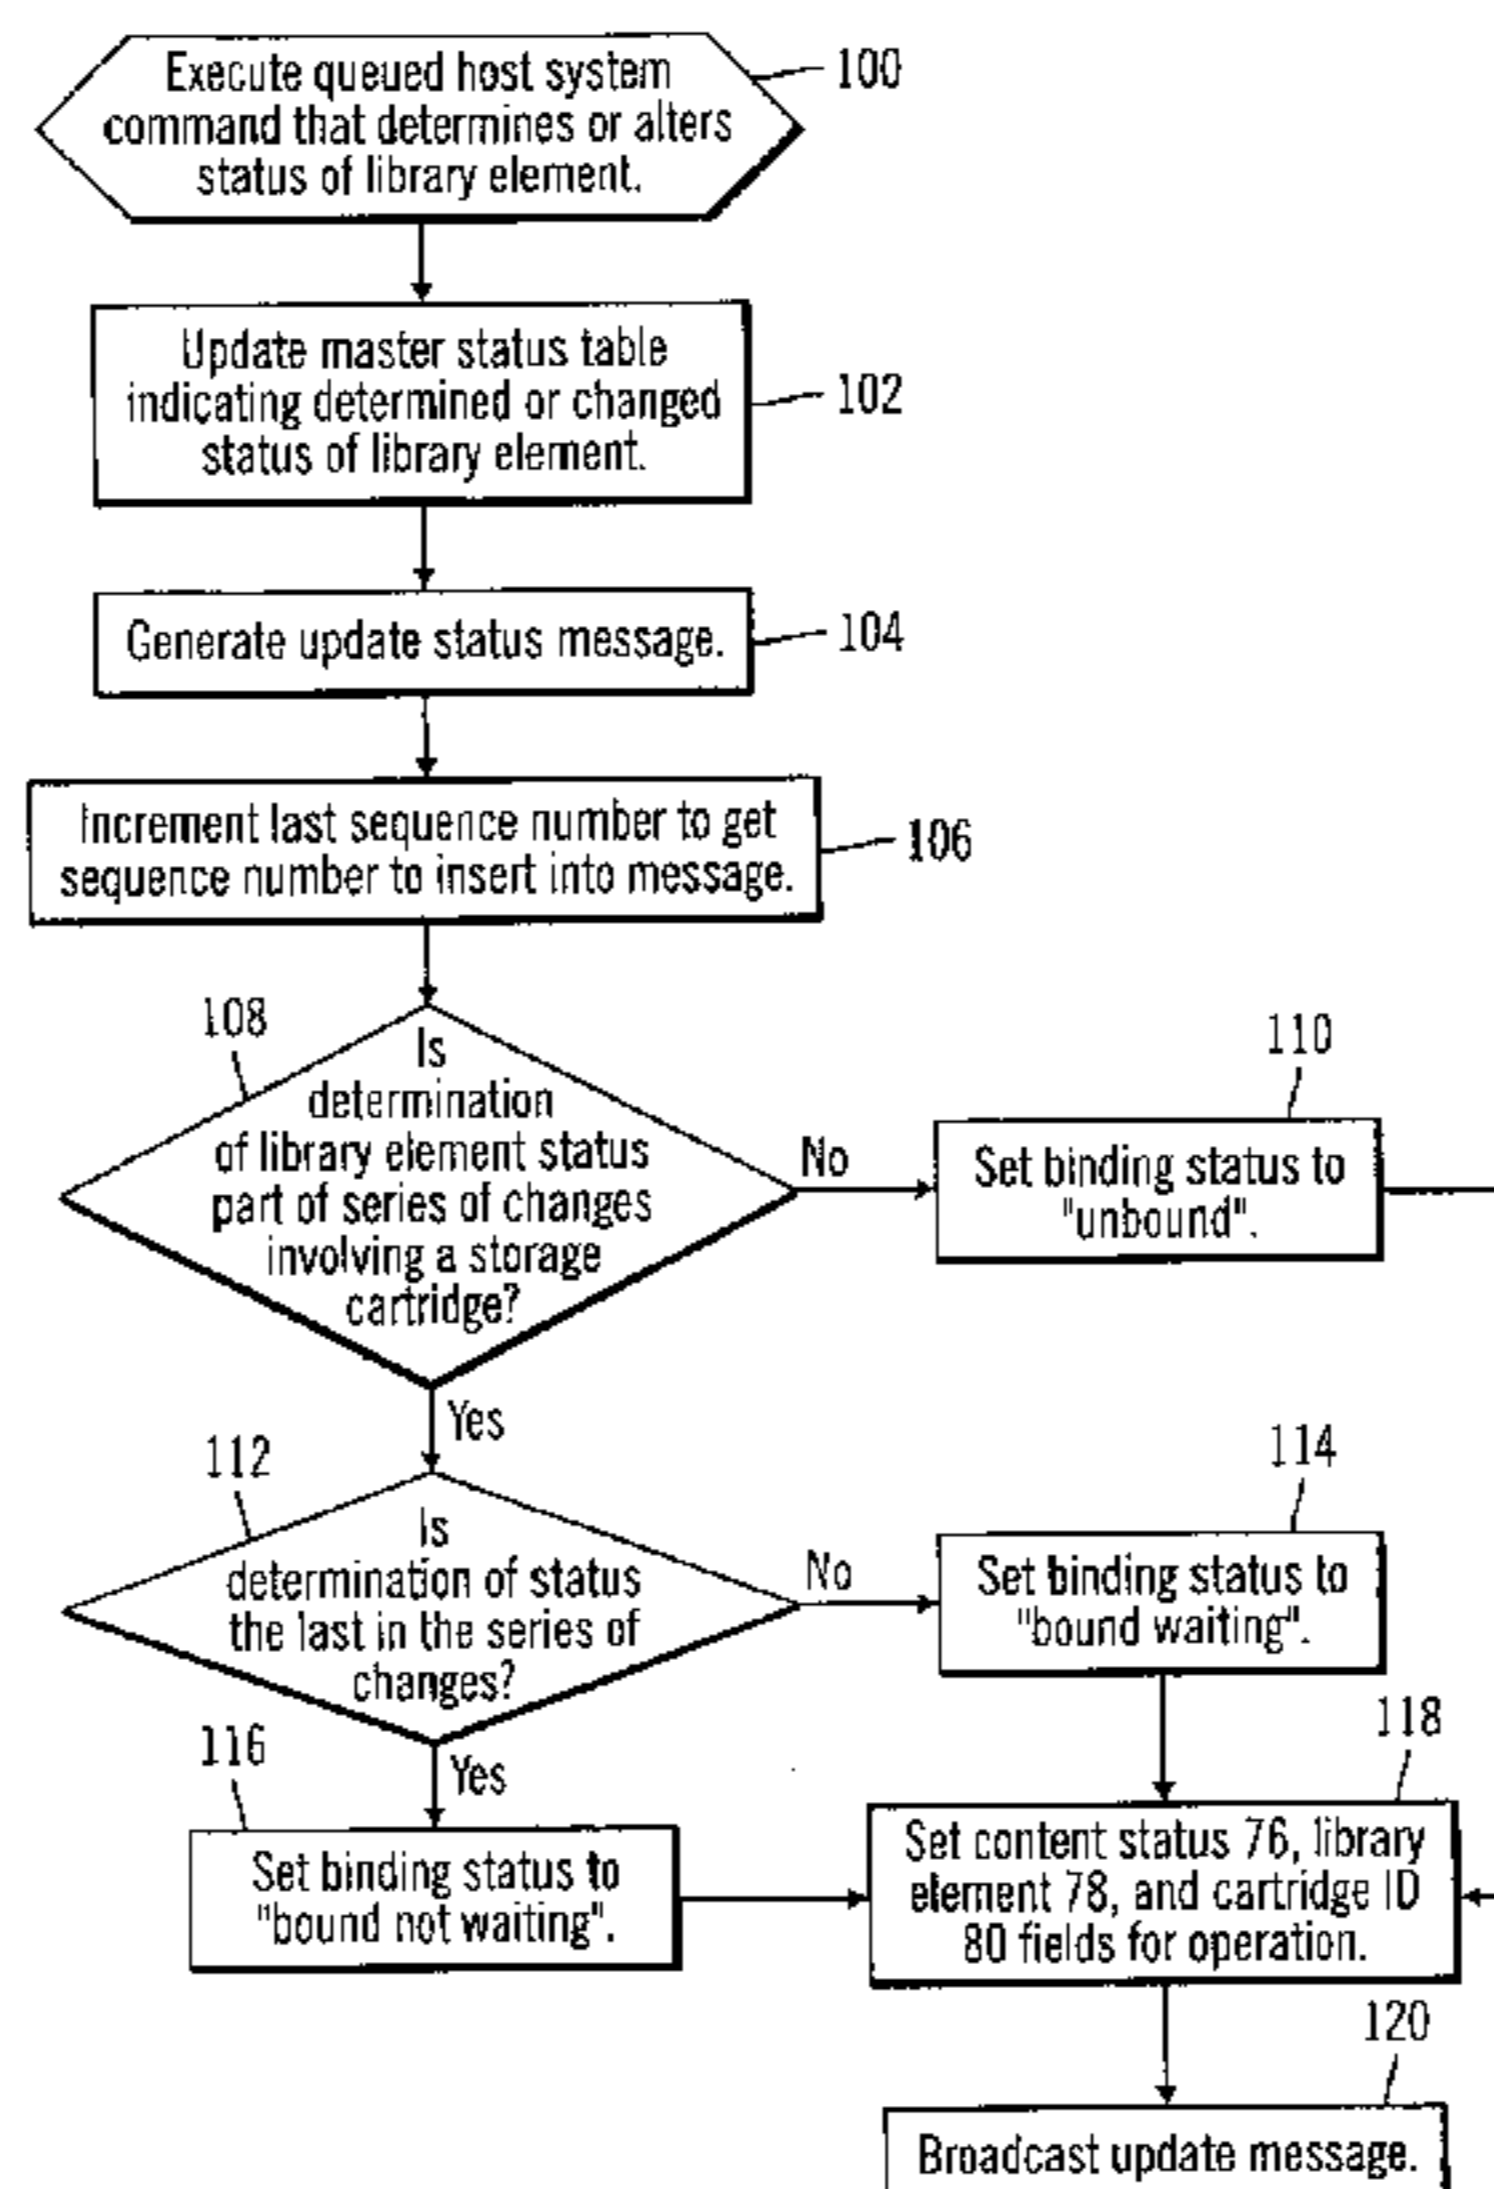 Execute queued host system
command that determines or alters
status of library element.
100
Update master status table
indicating determined or changed
status of library element.
102
Generate update status message.
104
Increment last sequence number to get
sequence number to insert into message.
106
108
Is
determination
of library element status
part of series of changes
involving a storage
cartridge?
No
110
Set binding status to
"unbound".
Yes
112
Is
determination of status
the last in the series of
changes?
No
114
Set binding status to
"bound waiting".
Yes
116
Set binding status to
"bound not waiting".
118
Set content status 76, library
element 78, and cartridge ID
80 fields for operation.
120
Broadcast update message.